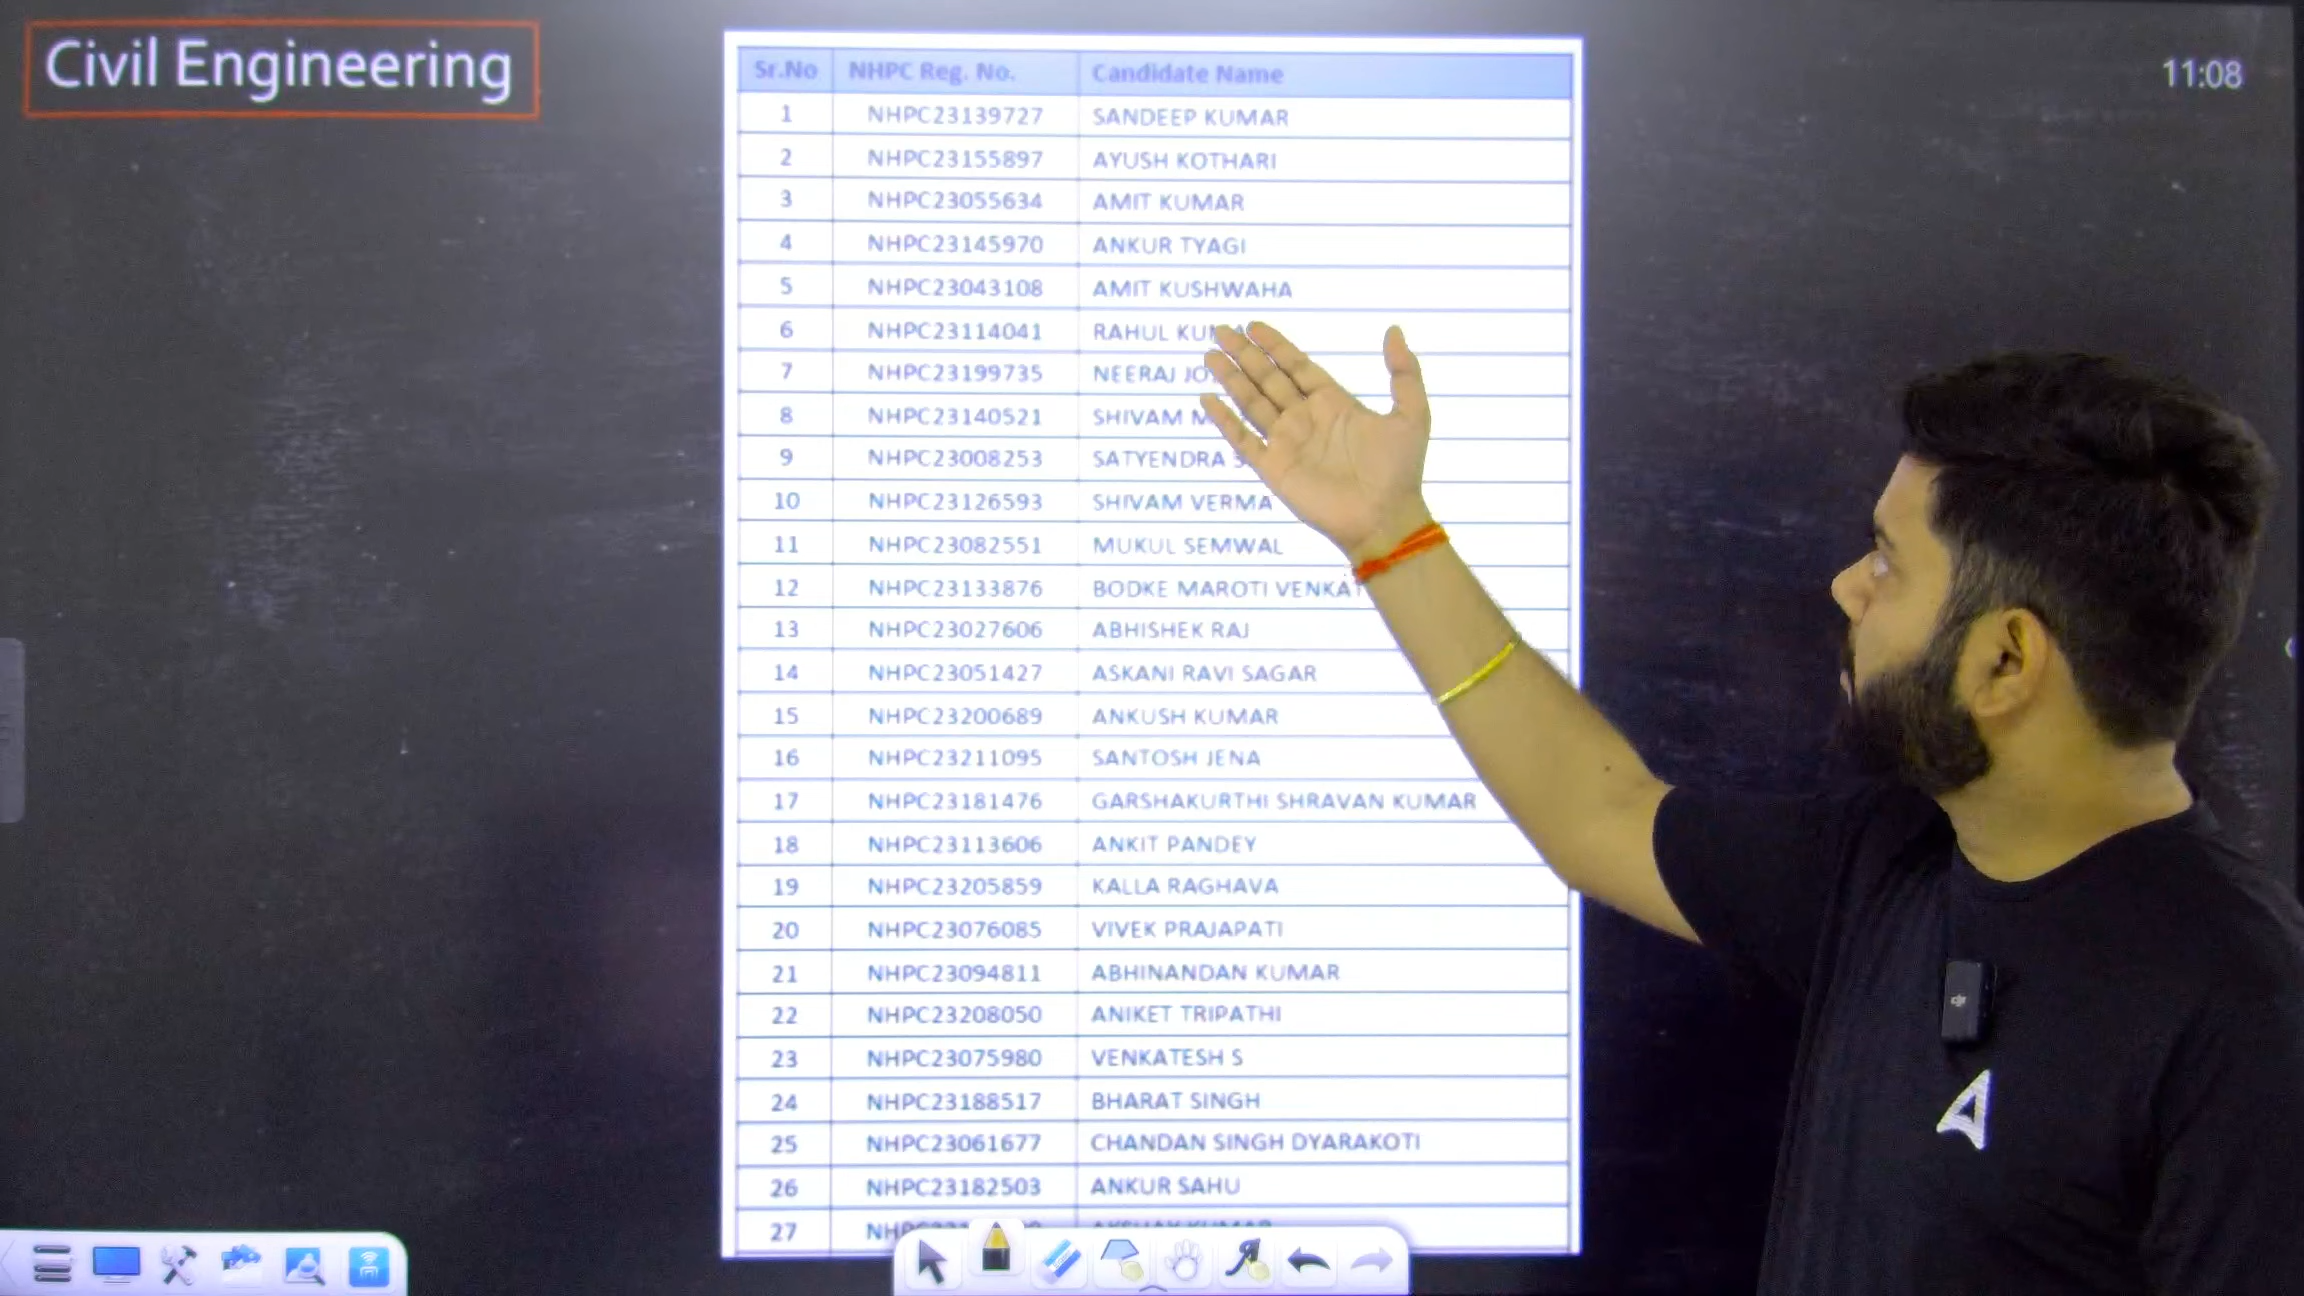 Civil Engineering
11:08
Sr.No NHPC Reg. No. Candidate Name
1 NHPC23139727 SANDEEP KUMAR
2 NHPC23155897 AYUSH KOTHARI
3 NHPC23055634 AMIT KUMAR
4 NHPC23145970 ANKUR TYAGI
5 NHPC23043108 AMIT KUSHWAHA
6 NHPC23114041 RAHUL
7 NHPC23199735 NEERAJ
8 NHPC23140521 SHIVAM
9 NHPC23008253 SATYENDRA
10 NHPC23126593 SHIVAM VERMA
11 NHPC23082551 MUKUL SEMWAL
12 NHPC23133876 BODKE MAROTI
13 NHPC23027606 ABHISHEK RAJ
14 NHPC23051427 ASKANI RAVI SAGAR
15 NHPC23200689 ANKUSH KUMAR
16 NHPC23211095 SANTOSH JENA
17 NHPC23181476 GARSHAKURTHI SHRAVAN KUMAR
18 NHPC23113606 ANKIT PANDEY
19 NHPC23205859 KALLA RAGHAVA
20 NHPC23076085 VIVEK PRAJAPATI
21 NHPC23094811 ABHINANDAN KUMAR
22 NHPC23208050 ANIKET TRIPATHI
23 NHPC23075980 VENKATESH S
24 NHPC23188517 BHARAT SINGH
25 NHPC23061677 CHANDAN SINGH DYARAKOTI
26 NHPC23182503 ANKUR SAHU
27
dji